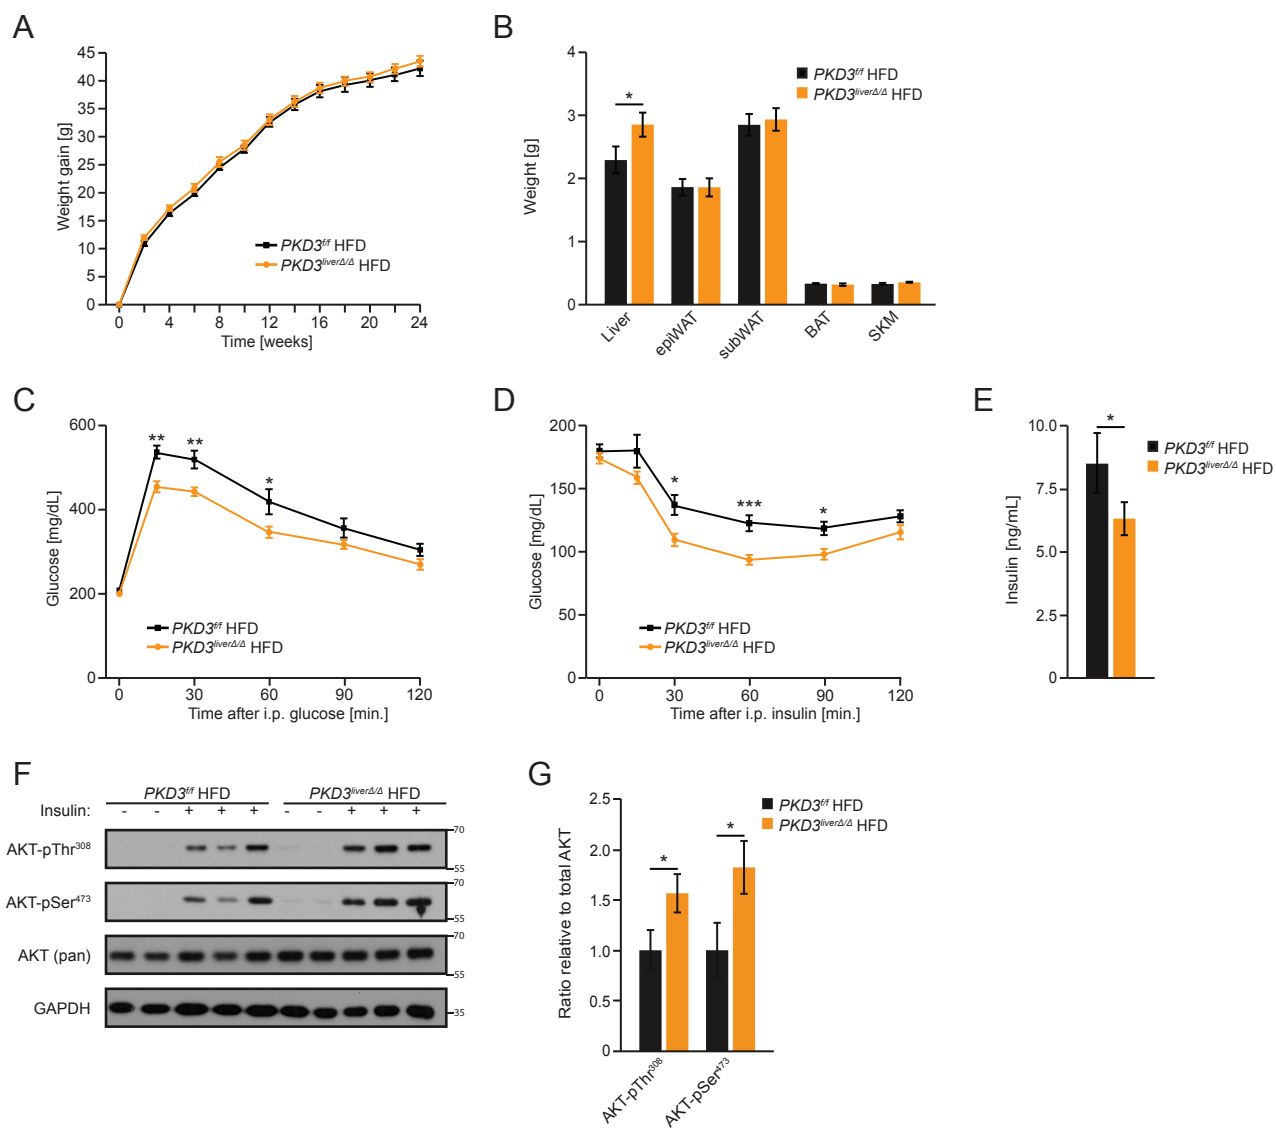 A
45
40
35
30
25
20
15
10
5
0
Weight gain [g]
0 4 8 12 16 20 24
Time [weeks]
PKD3f/f HFD
PKD3liverΔ/Δ HFD
B
4
3
2
1
0
Weight [g]
*
PKD3f/f HFD
PKD3liverΔ/Δ HFD
Liver epiWAT subWAT BAT SKM
C
600
400
200
0
Glucose [mg/dL]
** ** *
PKD3f/f HFD
PKD3liverΔ/Δ HFD
0 30 60 90 120
Time after i.p. glucose [min.]
D
200
150
100
50
0
Glucose [mg/dL]
* *** *
PKD3f/f HFD
PKD3liverΔ/Δ HFD
0 30 60 90 120
Time after i.p. insulin [min.]
E
10.0
7.5
5.0
2.5
0
Insulin [ng/mL]
*
PKD3f/f HFD
PKD3liverΔ/Δ HFD
F
PKD3f/f HFD PKD3liverΔ/Δ HFD
Insulin: - - + + + - - + + +
AKT-pThr308
70
55
AKT-pSer473
70
55
AKT (pan)
70
55
GAPDH
35
G
2.5
2.0
1.5
1.0
0.5
0
Ratio relative to total AKT
* *
PKD3f/f HFD
PKD3liverΔ/Δ HFD
AKT-pThr308 AKT-pSer473